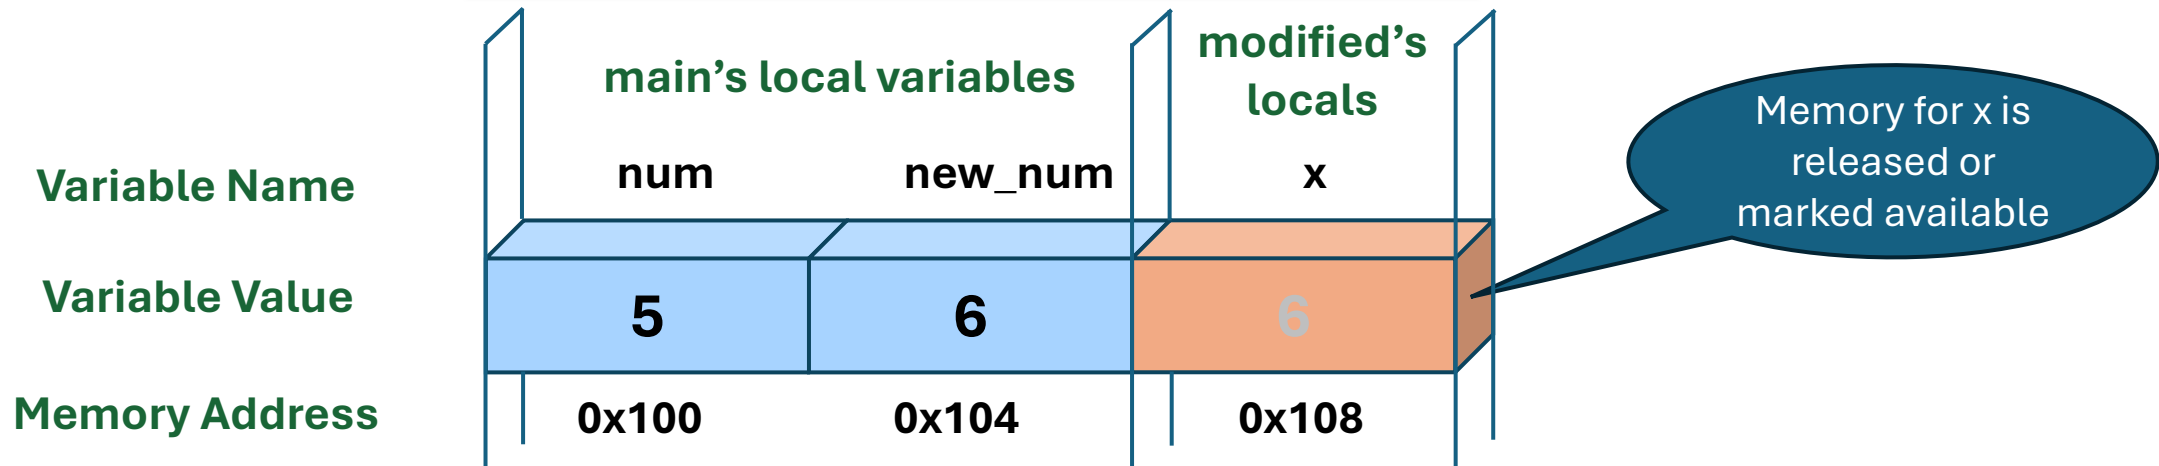 main's local variables
modified's
locals
Variable Name
num
new_num
x
Variable Value
5
6
6
Memory Address
0x100
0x104
0x108
Memory for x is
released or
marked available